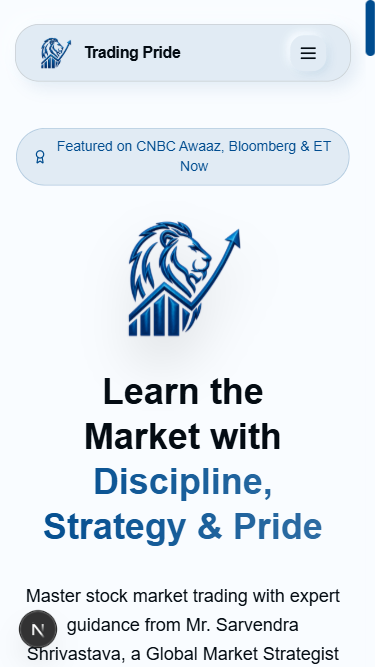 Trading Pride
Featured on CNBC Awaaz, Bloomberg & ET
Now
Learn the
Market with
Discipline,
Strategy & Pride
Master stock market trading with expert
guidance from Mr. Sarvendra
Shrivastava, a Global Market Strategist
N